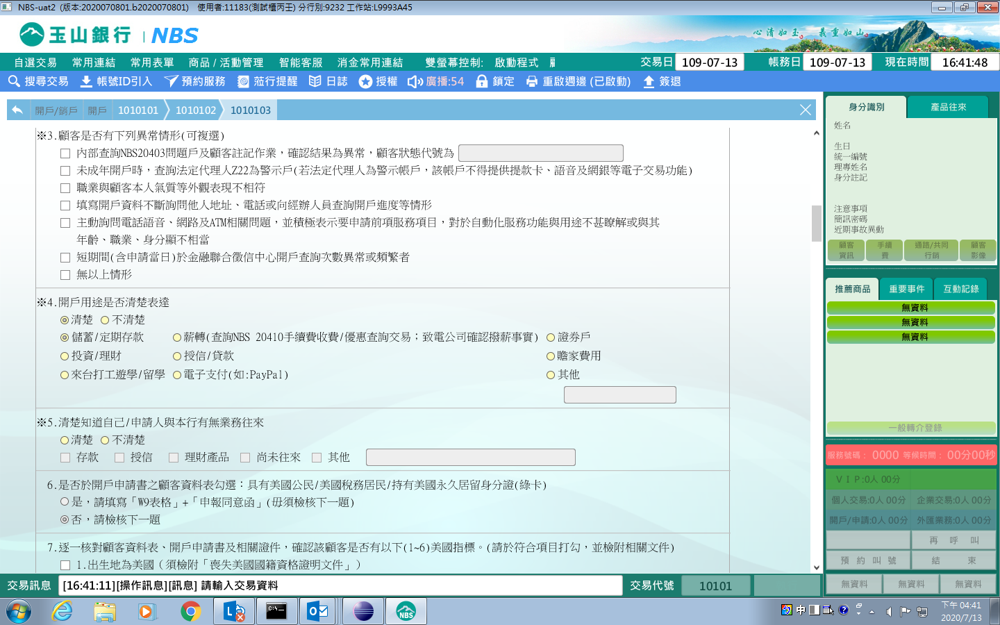 NBS-uat2 (版本:2020070801.b2020070801) 使用者:11183(測試櫃丙壬) 分行別:9232 工作站:L9993A45
玉山銀行 NBS 心清如玉 義重如山
自選交易 常用連結 常用表單 商品/活動管理 智能客服 消金常用連結 雙螢幕控制: 啟動程式 交易日 109-07-13 帳務日 109-07-13 現在時間 16:41:48
搜尋交易 帳號ID引入 預約服務 蒞行提醒 日誌 授權 廣播:54 鎖定 重啟週邊 (已啟動) 簽退
開戶/銷戶 開戶 1010101 1010102 1010103
※3.顧客是否有下列異常情形(可複選)
內部查詢NBS20403問題戶及顧客註記作業，確認結果為異常，顧客狀態代號為
未成年開戶時，查詢法定代理人Z22為警示戶(若法定代理人為警示帳戶，該帳戶不得提供提款卡、語音及網銀等電子交易功能)
職業與顧客本人氣質等外觀表現不相符
填寫開戶資料不斷詢問他人地址、電話或向經辦人員查詢開戶進度等情形
主動詢問電話語音、網路及ATM相關問題，並積極表示要申請前項服務項目，對於自動化服務功能與用途不甚瞭解或與其
年齡、職業、身分顯不相當
短期間(含申請當日)於金融聯合徵信中心開戶查詢次數異常或頻繁者
無以上情形
※4.開戶用途是否清楚表達
清楚 不清楚
儲蓄/定期存款 薪轉(查詢NBS 20410手續費收費/優惠查詢交易；致電公司確認撥薪事實) 證券戶
投資/理財 授信/貸款 贍家費用
來台打工遊學/留學 電子支付(如:PayPal) 其他
※5.清楚知道自己/申請人與本行有無業務往來
清楚 不清楚
存款 授信 理財產品 尚未往來 其他
6.是否於開戶申請書之顧客資料表勾選：具有美國公民/美國稅務居民/持有美國永久居留身分證(綠卡)
是，請填寫「W9表格」+「申報同意函」(毋須檢核下一題)
否，請檢核下一題
7.逐一核對顧客資料表、開戶申請書及相關證件，確認該顧客是否有以下(1~6)美國指標。(請於符合項目打勾，並檢附相關文件)
1.出生地為美國（須檢附「喪失美國國籍資格證明文件」）
交易訊息 [16:41:11][操作訊息][訊息] 請輸入交易資料 交易代號 10101
身分識別 產品往來
姓名
生日
統一編號
理專姓名
身分註記
注意事項
簡訊密碼
近期事故異動
顧客資訊 手續費 通路/共同行銷 顧客影像
推薦商品 重要事件 互動記錄
無資料
無資料
無資料
一般轉介登錄
服務號碼： 0000 等候時間： 00分00秒
ＶＩＰ:0人 00分
個人交易:0人 00分 企業交易:0人 00分
開戶/申請:0人 00分 外匯業務:0人 00分
再 呼 叫
預 約 叫 號 結 束
無資料 無資料 無資料
中
下午 04:41
2020/7/13